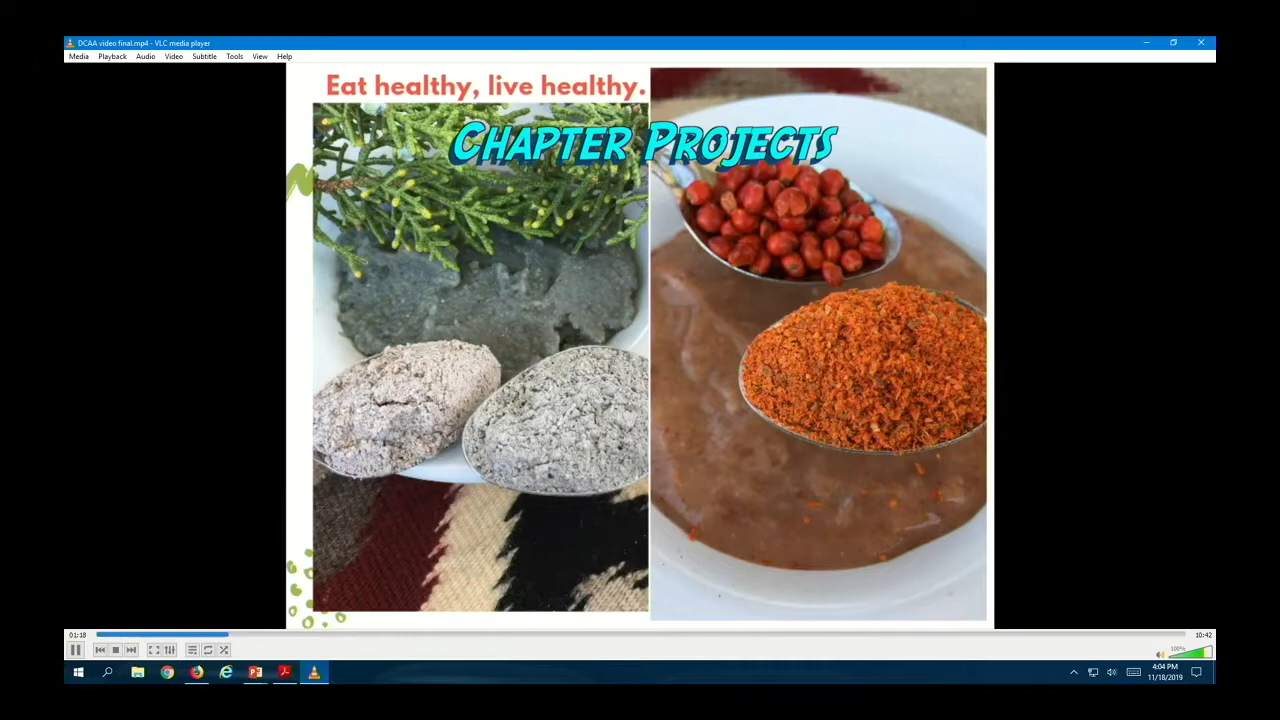 DCAA video final.mp4 - VLC media player
Media Playback Audio Video Subtitle Tools View Help
Eat healthy, live healthy.
CHAPTER PROJECTS
01:18
10:42
100%
4:04 PM
11/18/2019